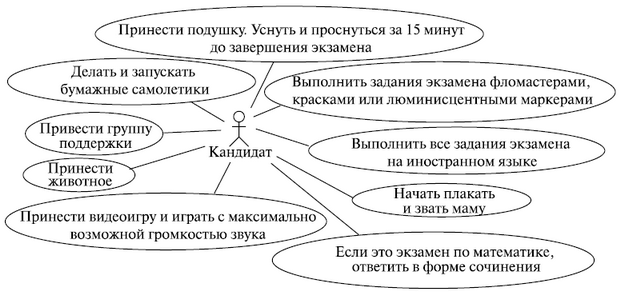 Принести подушку. Уснуть и проснуться за 15 минут
до завершения экзамена
Делать и запускать
бумажные самолетики
Выполнить задания экзамена фломастерами,
красками или люминисцентными маркерами
Привести группу
поддержки
Кандидат
Выполнить все задания экзамена
на иностранном языке
Принести
животное
Начать плакать
и звать маму
Принести видеоигру и играть с максимально
возможной громкостью звука
Если это экзамен по математике,
ответить в форме сочинения